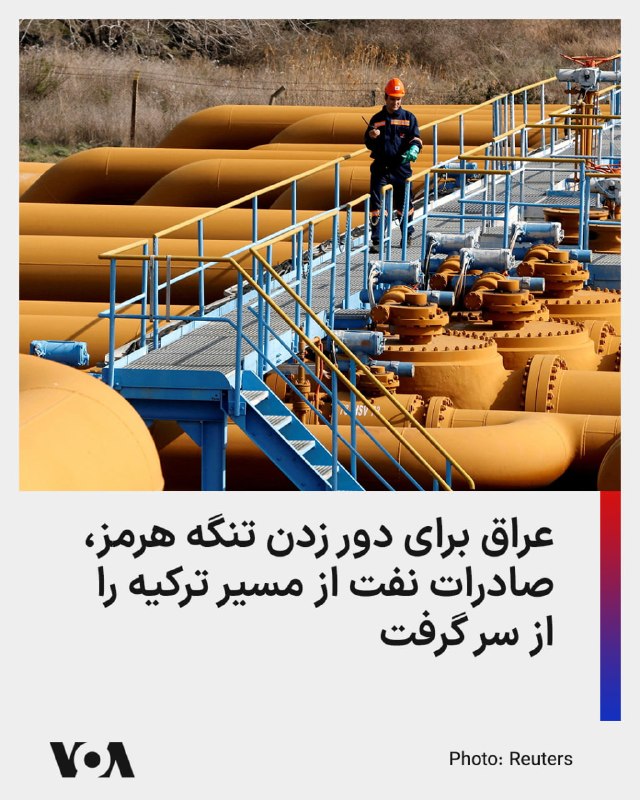 عراق برای دور زدن تنگه هرمز،
صادرات نفت از مسیر ترکیه را
از سر گرفت
VOA
Photo: Reuters